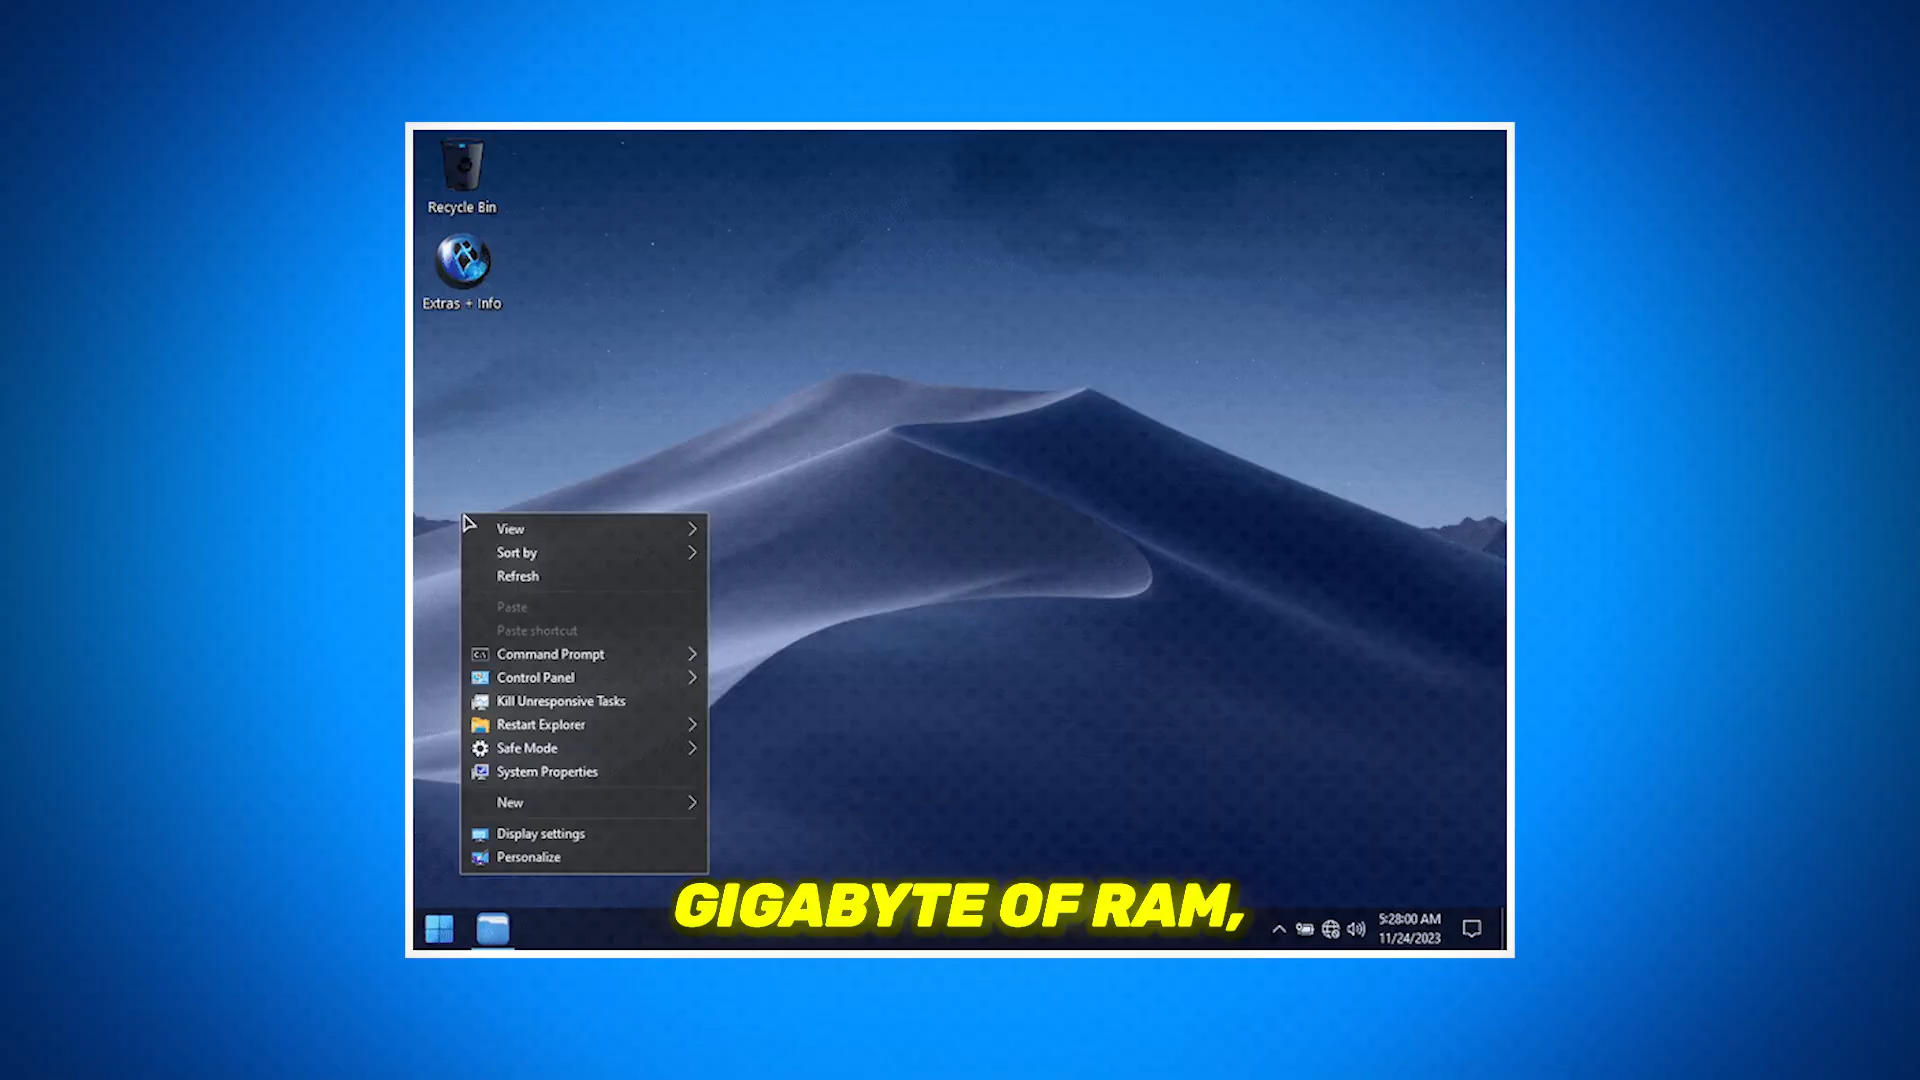 Recycle Bin
Extras + Info
View
Sort by
Refresh
Paste
Paste shortcut
Command Prompt
Control Panel
Kill Unresponsive Tasks
Restart Explorer
Safe Mode
System Properties
New
Display settings
Personalize
GIGABYTE OF RAM,
5:28:00 AM
11/24/2023